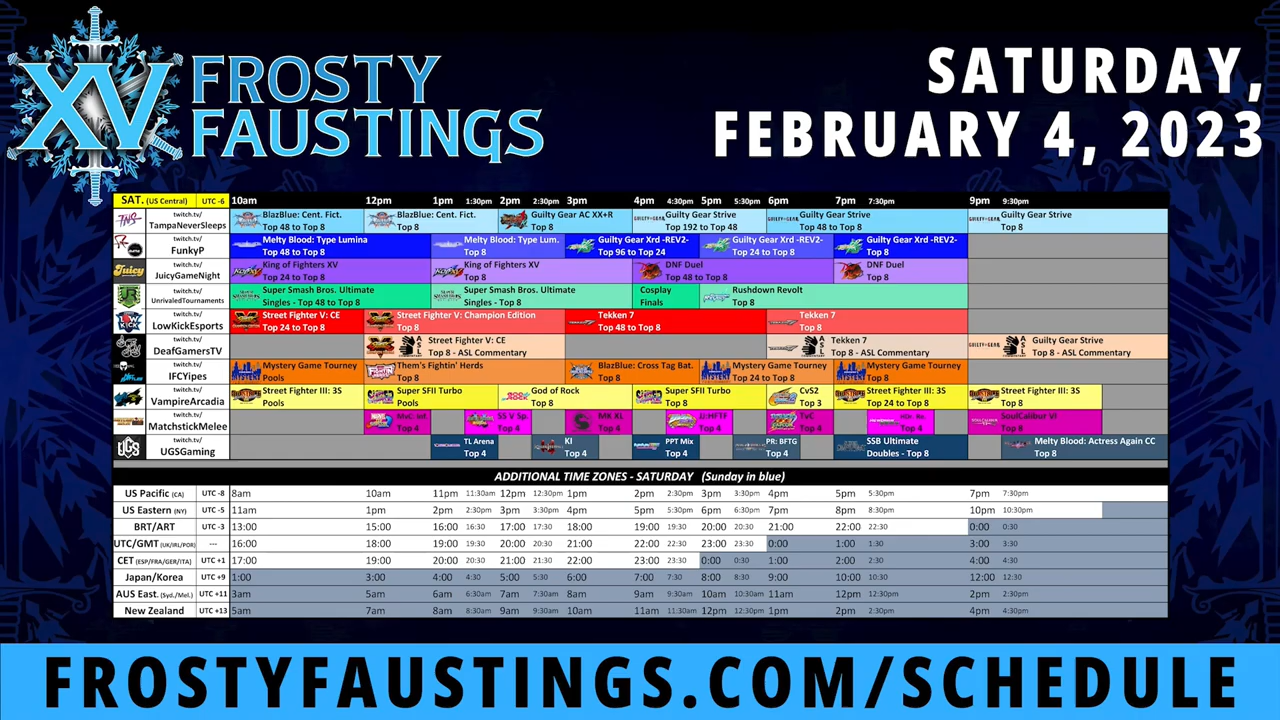 XV FROSTY
FAUSTINGS
SATURDAY,
FEBRUARY 4, 2023
SAT. (US Central) UTC -6 10am 12pm 1pm 1:30pm 2pm 2:30pm 3pm 4pm 4:30pm 5pm 5:30pm 6pm 7pm 7:30pm 9pm 9:30pm
twitch.tv/ BlazBlue: Cent. Fict. BlazBlue: Cent. Fict. Guilty Gear AC XX+R Guilty Gear Strive Guilty Gear Strive Guilty Gear Strive
TNS TampaNeverSleeps Top 48 to Top 8 Top 8 Top 8 Top 192 to Top 48 Top 48 to Top 8 Top 8
twitch.tv/ Melty Blood: Type Lumina Melty Blood: Type Lum. Guilty Gear Xrd -REV2- Guilty Gear Xrd -REV2- Guilty Gear Xrd -REV2-
FunkyP Top 48 to Top 8 Top 8 Top 96 to Top 24 Top 24 to Top 8 Top 8
twitch.tv/ King of Fighters XV King of Fighters XV DNF Duel DNF Duel
Juicy JuicyGameNight Top 24 to Top 8 Top 8 Top 48 to Top 8 Top 8
twitch.tv/ Super Smash Bros. Ultimate Super Smash Bros. Ultimate Cosplay Rushdown Revolt
UnrivaledTournaments Singles - Top 48 to Top 8 Singles - Top 8 Finals Top 8
twitch.tv/ Street Fighter V: CE Street Fighter V: Champion Edition Tekken 7 Tekken 7
LOW KICK LowKickEsports Top 24 to Top 8 Top 8 Top 48 to Top 8 Top 8
twitch.tv/ Street Fighter V: CE Tekken 7 Guilty Gear Strive
DeafGamersTV Top 8 - ASL Commentary Top 8 - ASL Commentary Top 8 - ASL Commentary
twitch.tv/ Mystery Game Tourney Them's Fightin' Herds BlazBlue: Cross Tag Bat. Mystery Game Tourney Mystery Game Tourney
IFCYipes Pools Top 8 Top 8 Top 24 to Top 8 Top 8
twitch.tv/ Street Fighter III: 3S Super SFII Turbo God of Rock Super SFII Turbo CvS2 Street Fighter III: 3S Street Fighter III: 3S
VampireArcadia Pools Pools Top 8 Top 8 Top 3 Top 24 to Top 8 Top 8
twitch.tv/ MvC: Inf. SS V Sp. MK XL JJ:HFTF TvC SoulCalibur VI
MatchstickMelee Top 4 Top 4 Top 4 Top 4 Top 4 Top 4 Top 8
twitch.tv/ TL Arena KI PPT Mix PR: BFTG SSB Ultimate Melty Blood: Actress Again CC
UGS UGSGaming Top 4 Top 4 Top 4 Top 4 Doubles - Top 8 Top 8
ADDITIONAL TIME ZONES - SATURDAY (Sunday in blue)
US Pacific (CA) UTC -8 8am 10am 11pm 11:30am 12pm 12:30pm 1pm 2pm 2:30pm 3pm 3:30pm 4pm 5pm 5:30pm 7pm 7:30pm
US Eastern (NY) UTC -5 11am 1pm 2pm 2:30pm 3pm 3:30pm 4pm 5pm 5:30pm 6pm 6:30pm 7pm 8pm 8:30pm 10pm 10:30pm
BRT/ART UTC -3 13:00 15:00 16:00 16:30 17:00 17:30 18:00 19:00 19:30 20:00 20:30 21:00 22:00 22:30 0:00 0:30
UTC/GMT (UK/IRL/POR) --- 16:00 18:00 19:00 19:30 20:00 20:30 21:00 22:00 22:30 23:00 23:30 0:00 1:00 1:30 3:00 3:30
CET (ESP/FRA/GER/ITA) UTC +1 17:00 19:00 20:00 20:30 21:00 21:30 22:00 23:00 23:30 0:00 0:30 1:00 2:00 2:30 4:00 4:30
Japan/Korea UTC +9 1:00 3:00 4:00 4:30 5:00 5:30 6:00 7:00 7:30 8:00 8:30 9:00 10:00 10:30 12:00 12:30
AUS East. (Syd./Mel.) UTC +11 3am 5am 6am 6:30am 7am 7:30am 8am 9am 9:30am 10am 10:30am 11am 12pm 12:30pm 2pm 2:30pm
New Zealand UTC +13 5am 7am 8am 8:30am 9am 9:30am 10am 11am 11:30am 12pm 12:30pm 1pm 2pm 2:30pm 4pm 4:30pm
FROSTYFAUSTINGS.COM/SCHEDULE